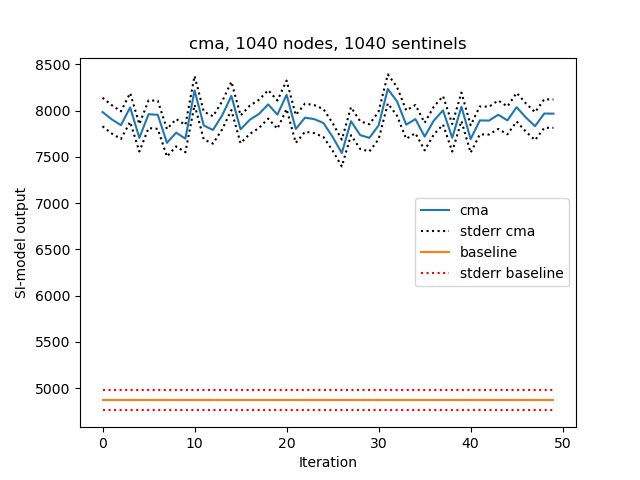 cma, 1040 nodes, 1040 sentinels
8500
8000
7500
7000
6500
6000
5500
5000
SI-model output
cma
stderr cma
baseline
stderr baseline
0 10 20 30 40 50
Iteration